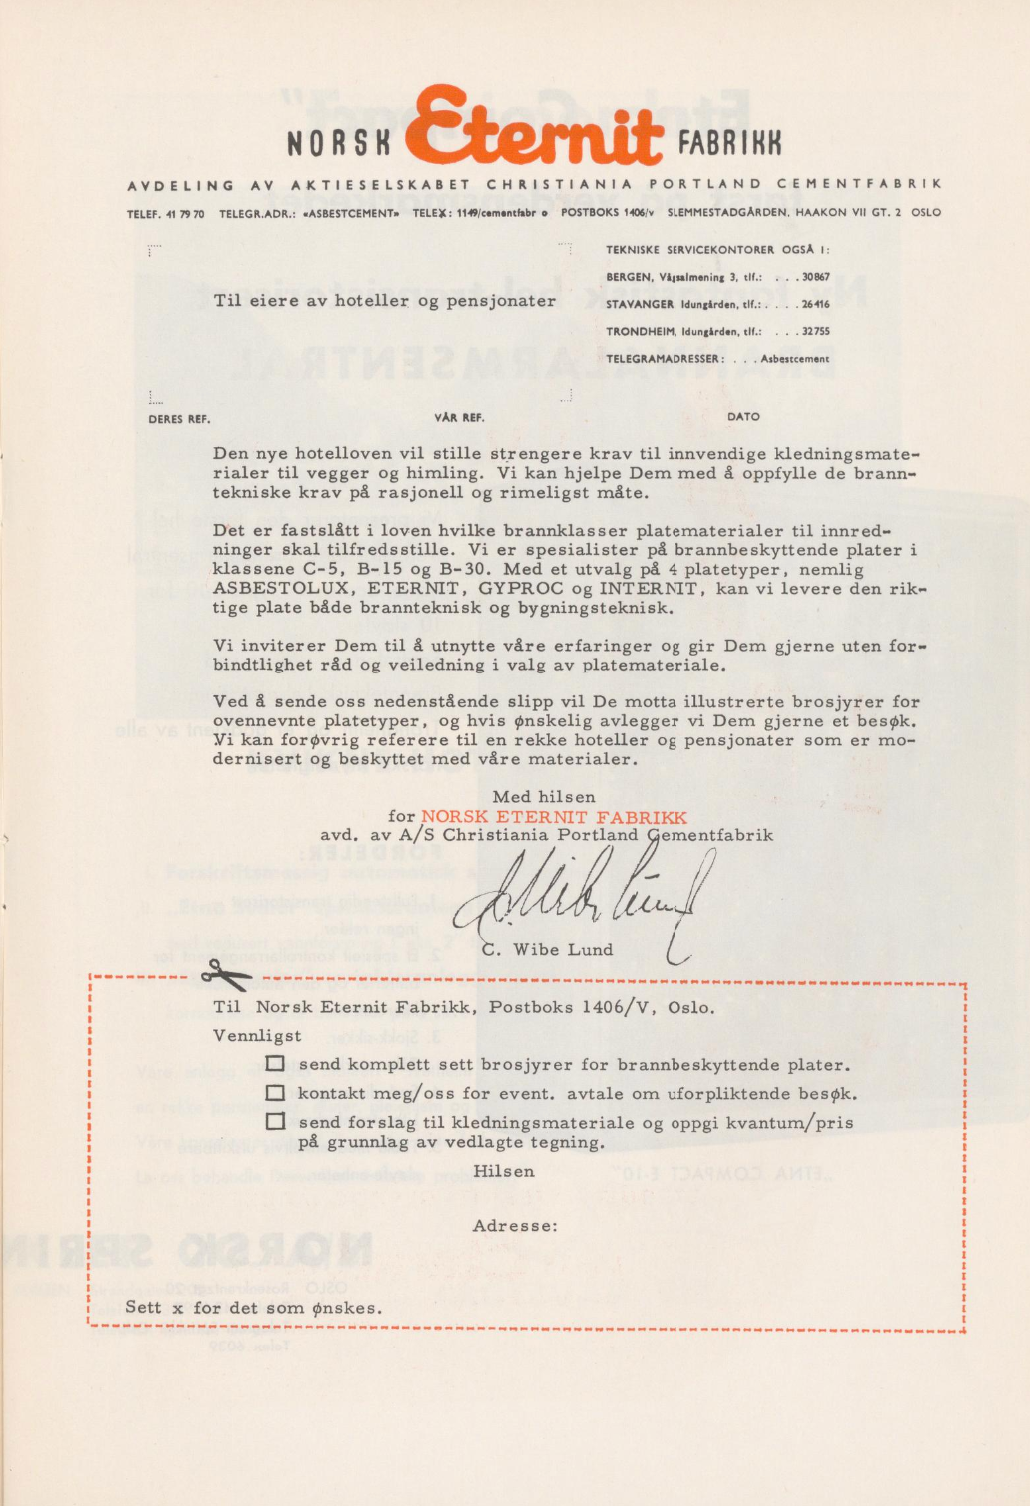 NORSK Eternit FABRIKK
AVDELING AV AKTIESELSKABET CHRISTIANIA PORTLAND CEMENTFABRIK
TELEF. 41 79 70 TELEGR.ADR.: «ASBESTCEMENT» TELEX: 1149/cementfabr o POSTBOKS 1406/v SLEMMESTADGÅRDEN, HAAKON VII GT. 2 OSLO
TEKNISKE SERVICEKONTORER OGSÅ I:
BERGEN, Vågsalmening 3, tlf.: . . . 30867
Til eiere av hoteller og pensjonater
STAVANGER Idungården, tlf.: . . . . 26416
TRONDHEIM, Idungården, tlf.: . . . 32755
TELEGRAMADRESSER: . . . Asbestcement
DERES REF. VÅR REF. DATO
Den nye hotelloven vil stille strengere krav til innvendige kledningsmate-
rialer til vegger og himling. Vi kan hjelpe Dem med å oppfylle de brann-
tekniske krav på rasjonell og rimeligst måte.
Det er fastslått i loven hvilke brannklasser platematerialer til innred-
ninger skal tilfredsstille. Vi er spesialister på brannbeskyttende plater i
klassene C-5, B-15 og B-30. Med et utvalg på 4 platetyper, nemlig
ASBESTOLUX, ETERNIT, GYPROC og INTERNIT, kan vi levere den rik-
tige plate både brannteknisk og bygningsteknisk.
Vi inviterer Dem til å utnytte våre erfaringer og gir Dem gjerne uten for-
bindtlighet råd og veiledning i valg av platemateriale.
Ved å sende oss nedenstående slipp vil De motta illustrerte brosjyrer for
ovennevnte platetyper, og hvis ønskelig avlegger vi Dem gjerne et besøk.
Vi kan forøvrig referere til en rekke hoteller og pensjonater som er mo-
dernisert og beskyttet med våre materialer.
Med hilsen
for NORSK ETERNIT FABRIKK
avd. av A/S Christiania Portland Cementfabrik
C. Wibe Lund
C. Wibe Lund
Til Norsk Eternit Fabrikk, Postboks 1406/V, Oslo.
Vennligst
send komplett sett brosjyrer for brannbeskyttende plater.
kontakt meg/oss for event. avtale om uforpliktende besøk.
send forslag til kledningsmateriale og oppgi kvantum/pris
på grunnlag av vedlagte tegning.
Hilsen
Adresse:
Sett x for det som ønskes.